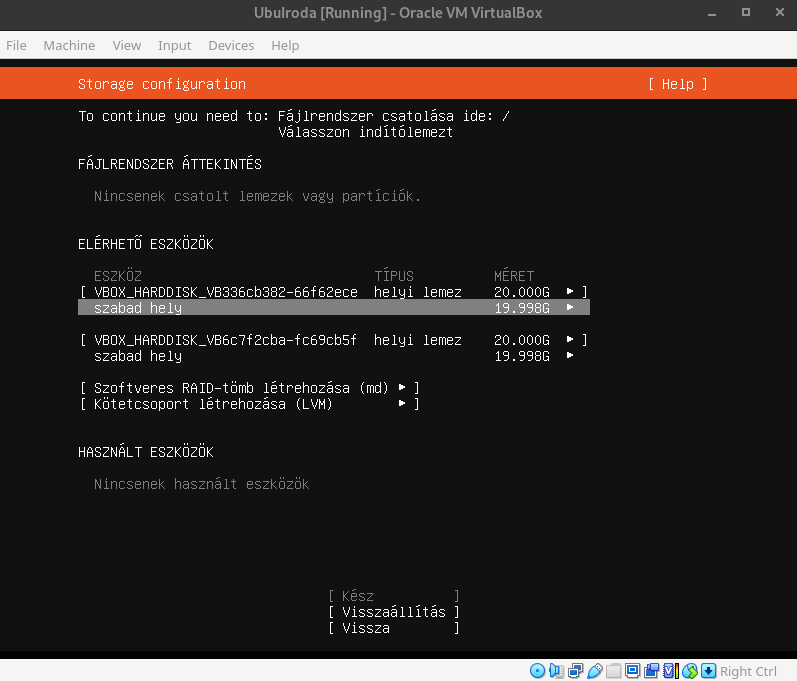 UbuIroda [Running] - Oracle VM VirtualBox
File Machine View Input Devices Help
Storage configuration [ Help ]
To continue you need to: Fájlrendszer csatolása ide: /
Válasszon indítólemezt
FÁJLRENDSZER ÁTTEKINTÉS
Nincsenek csatolt lemezek vagy partíciók.
ELÉRHETŐ ESZKÖZÖK
ESZKÖZ TÍPUS MÉRET
[ VBOX_HARDDISK_VB336cb382-66f62ece helyi lemez 20.000G ▸ ]
szabad hely 19.998G ▸
[ VBOX_HARDDISK_VB6c7f2cba-fc69cb5f helyi lemez 20.000G ▸ ]
szabad hely 19.998G ▸
[ Szoftveres RAID-tömb létrehozása (md) ▸ ]
[ Kötetcsoport létrehozása (LVM) ▸ ]
HASZNÁLT ESZKÖZÖK
Nincsenek használt eszközök
[ Kész ]
[ Visszaállítás ]
[ Vissza ]
Right Ctrl